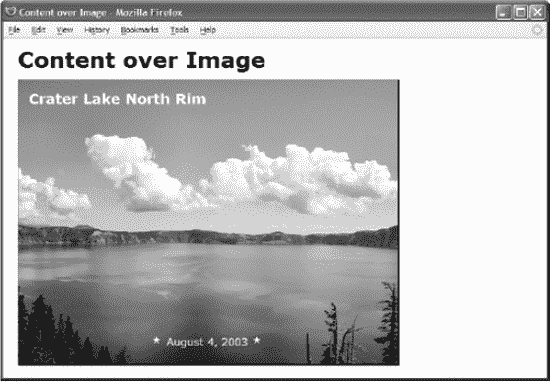 Content over Image - Mozilla Firefox
File Edit View History Bookmarks Tools Help
Content over Image
Crater Lake North Rim
★ August 4, 2003 ★